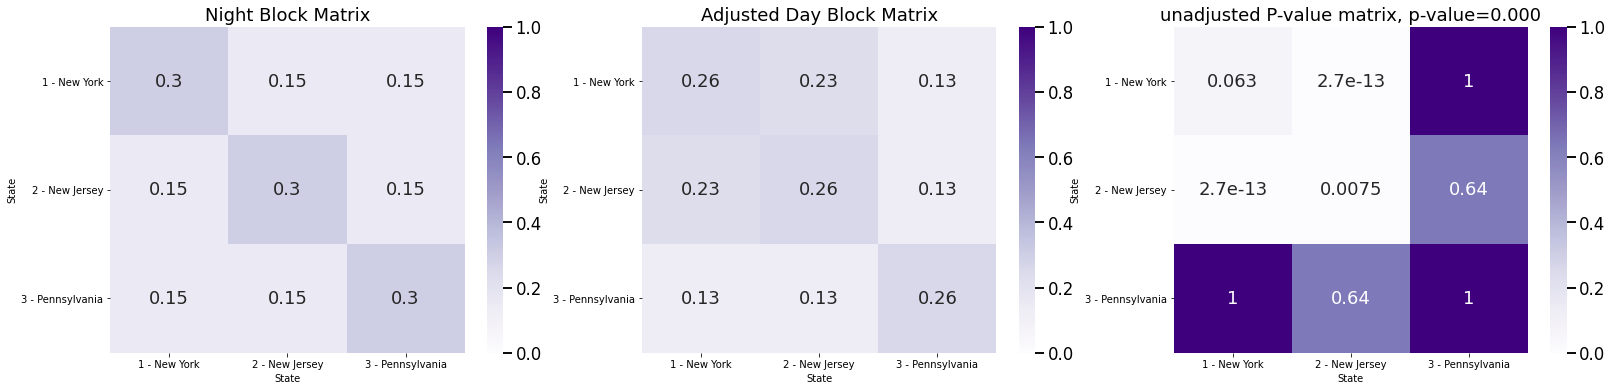 Night Block Matrix
1 - New York
2 - New Jersey
3 - Pennsylvania
State
0.3 0.15 0.15
0.15 0.3 0.15
0.15 0.15 0.3
1 - New York 2 - New Jersey 3 - Pennsylvania
State
1.0
0.8
0.6
0.4
0.2
0.0
Adjusted Day Block Matrix
1 - New York
2 - New Jersey
3 - Pennsylvania
State
0.26 0.23 0.13
0.23 0.26 0.13
0.13 0.13 0.26
1 - New York 2 - New Jersey 3 - Pennsylvania
State
1.0
0.8
0.6
0.4
0.2
0.0
unadjusted P-value matrix, p-value=0.000
1 - New York
2 - New Jersey
3 - Pennsylvania
State
0.063 2.7e-13 1
2.7e-13 0.0075 0.64
1 0.64 1
1 - New York 2 - New Jersey 3 - Pennsylvania
State
1.0
0.8
0.6
0.4
0.2
0.0